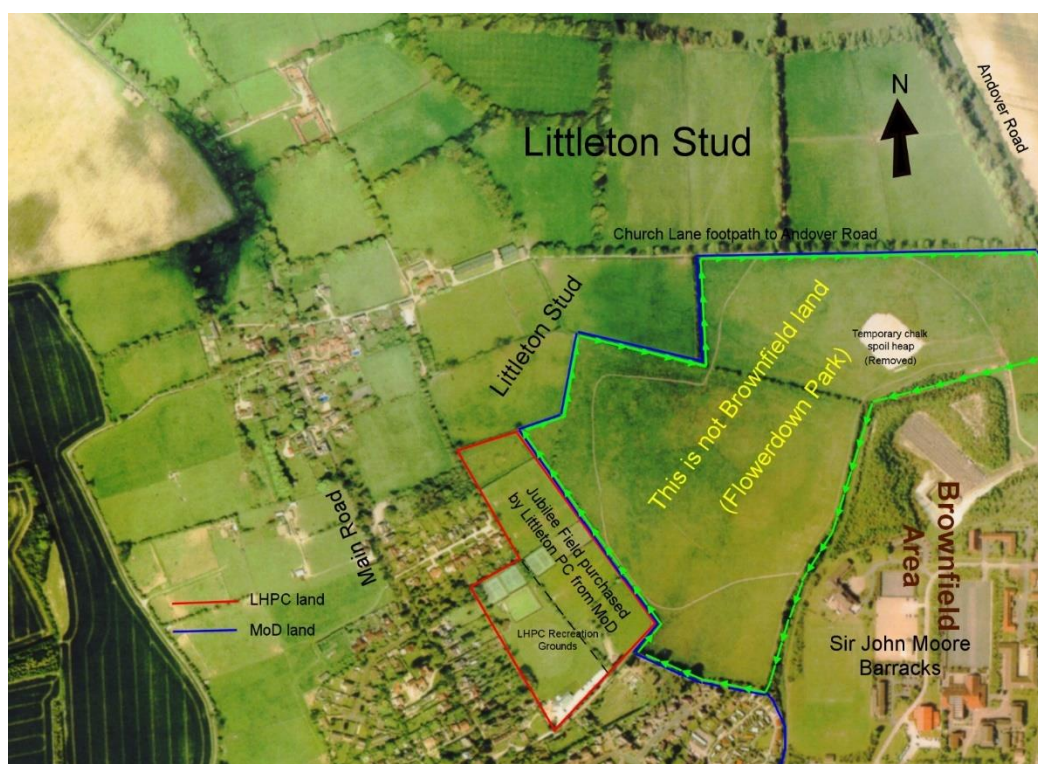 Andover Road
N
Littleton Stud
Church Lane footpath to Andover Road
Littleton Stud
Temporary chalk
spoil heap
(Removed)
This is not Brownfield land
(Flowerdown Park)
Main Road
Jubilee Field purchased
by Littleton PC from MoD
Brownfield
Area
LHPC land
MoD land
LHPC Recreation
Grounds
Sir John Moore
Barracks